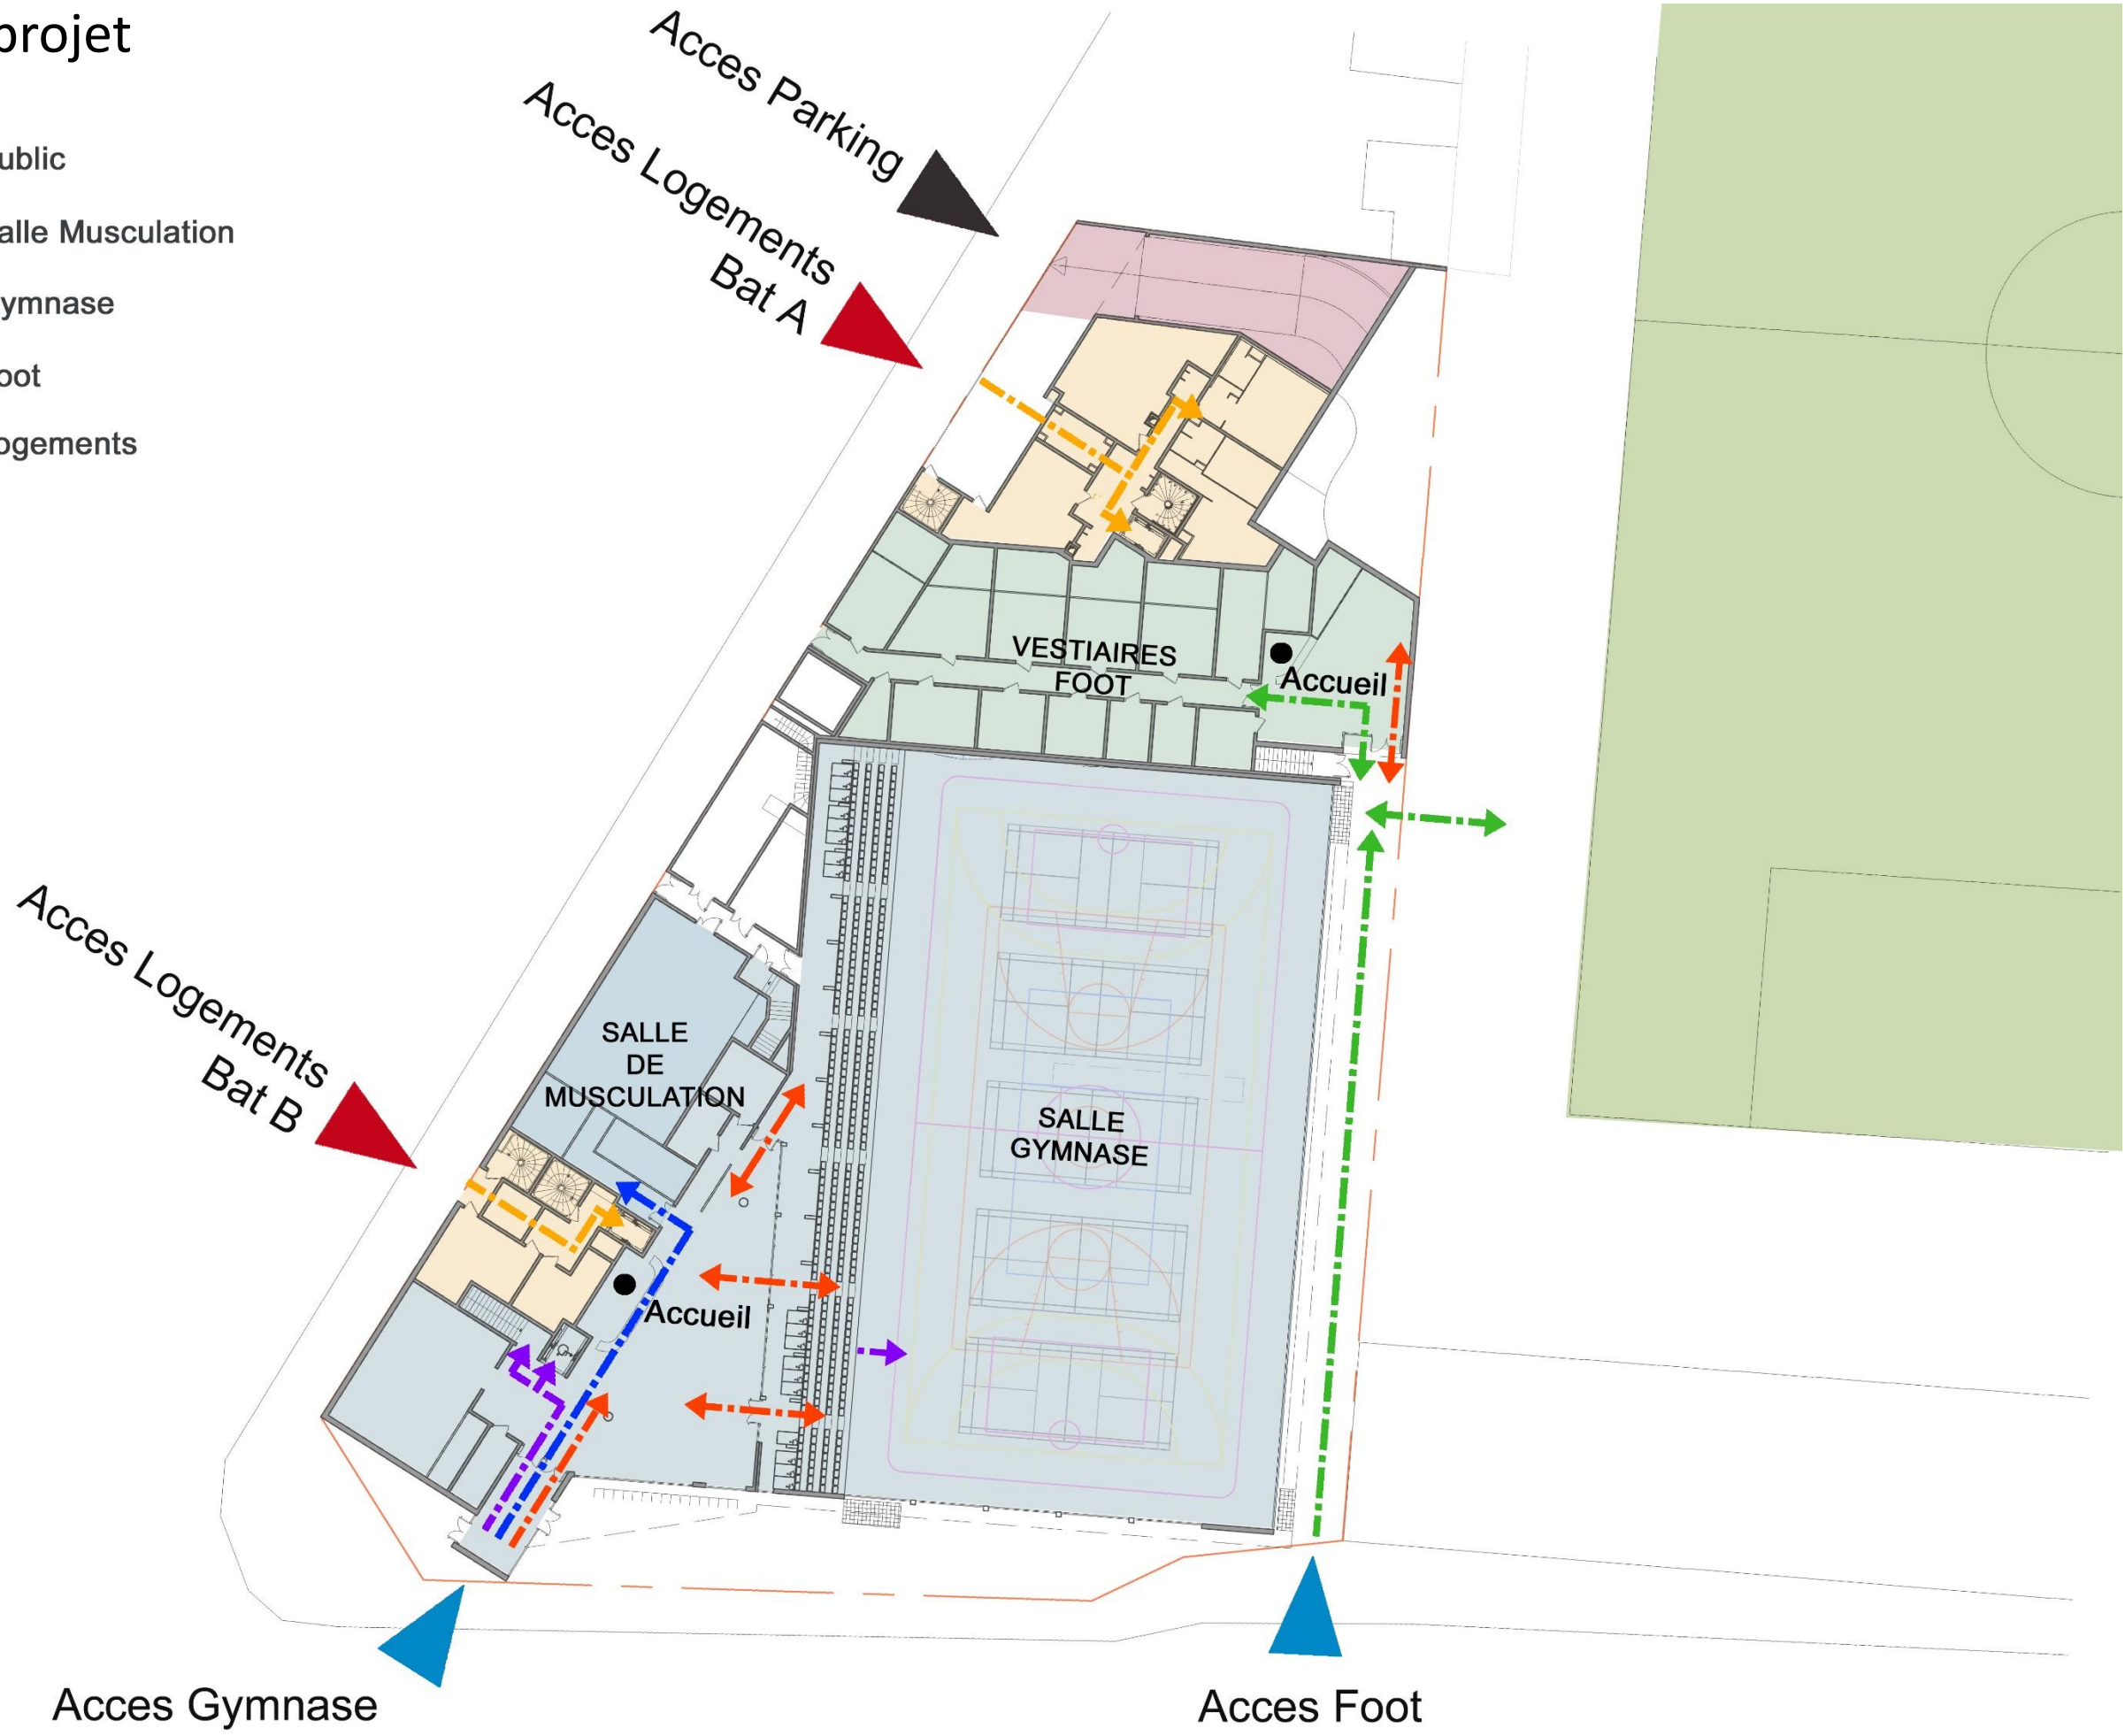 projet
ublic
alle Musculation
ymnase
oot
ogements
Acces Parking
Acces Logements
Bat A
VESTIAIRES
FOOT
Accueil
Acces Logements
Bat B
SALLE
DE
MUSCULATION
SALLE
GYMNASE
Accueil
Acces Gymnase
Acces Foot